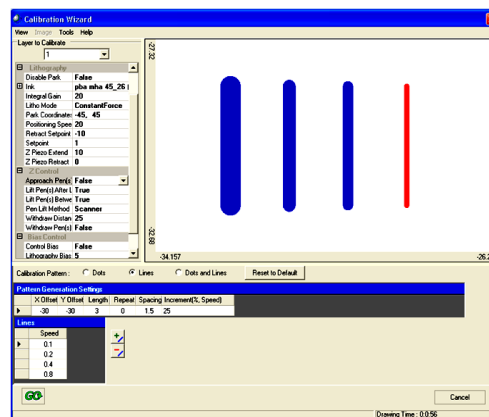 Calibration Wizard
View Image Tools Help
Layer to Calibrate
1
Lithography
Disable Park False
Ink pba mha 45_26 (
Integral Gain 20
Litho Mode ConstantForce
Park Coordinate: -45, 45
Positioning Spee 20
Retract Setpoint -10
Setpoint 1
Z Piezo Extend 10
Z Piezo Retract 0
Z Control
Approach Pen(s) False
Lift Pen(s) After L True
Lift Pen(s) Betwe True
Pen Lift Method Scanner
Withdraw Distan 25
Withdraw Pen(s) False
Bias Control
Control Bias False
Lithography Bias 5
-27.32
-32.68
-34.157
-26.2
Calibration Pattern : Dots Lines Dots and Lines Reset to Default
Pattern Generation Settings
X Offset Y Offset Length Repeat Spacing Increment(%, Speed)
-30 -30 3 0 1.5 25
Lines
Speed
0.1
0.2
0.4
0.8
GO
Cancel
Drawing Time : 0:0:56